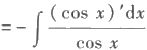 = - ∫ (cos x)'dx / cos x